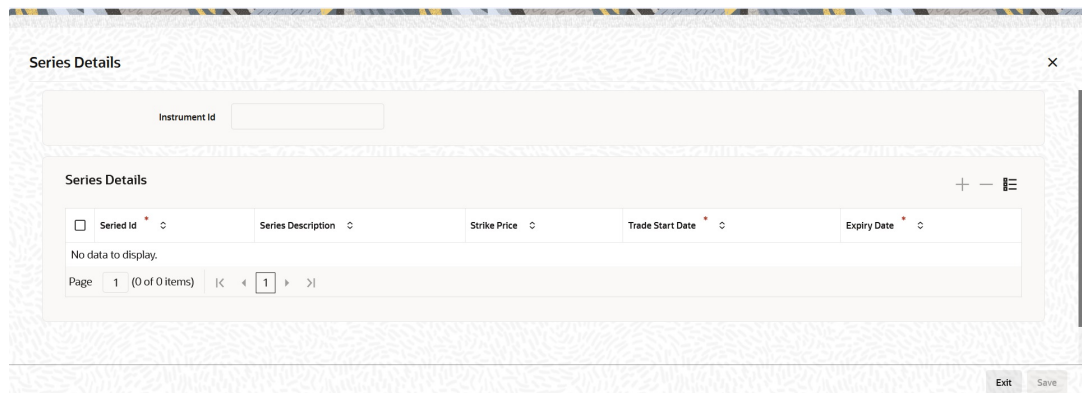 Series Details
Instrument Id
Series Details
Seried Id * Series Description Strike Price Trade Start Date * Expiry Date *
No data to display.
Page 1 (0 of 0 items) 1
Exit Save